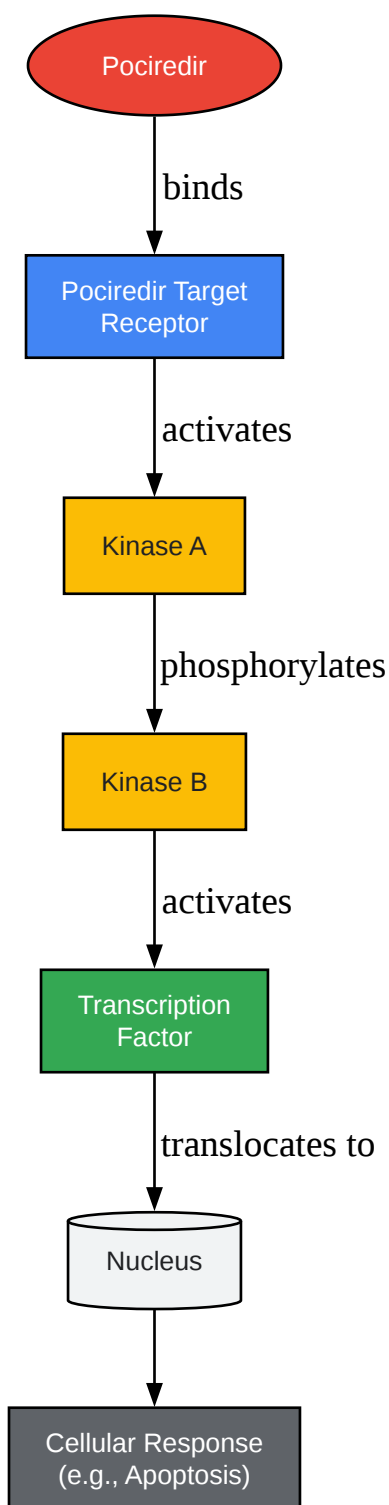 Pociredir
binds
Pociredir Target
Receptor
activates
Kinase A
phosphorylates
Kinase B
activates
Transcription
Factor
translocates to
Nucleus
Cellular Response
(e.g., Apoptosis)